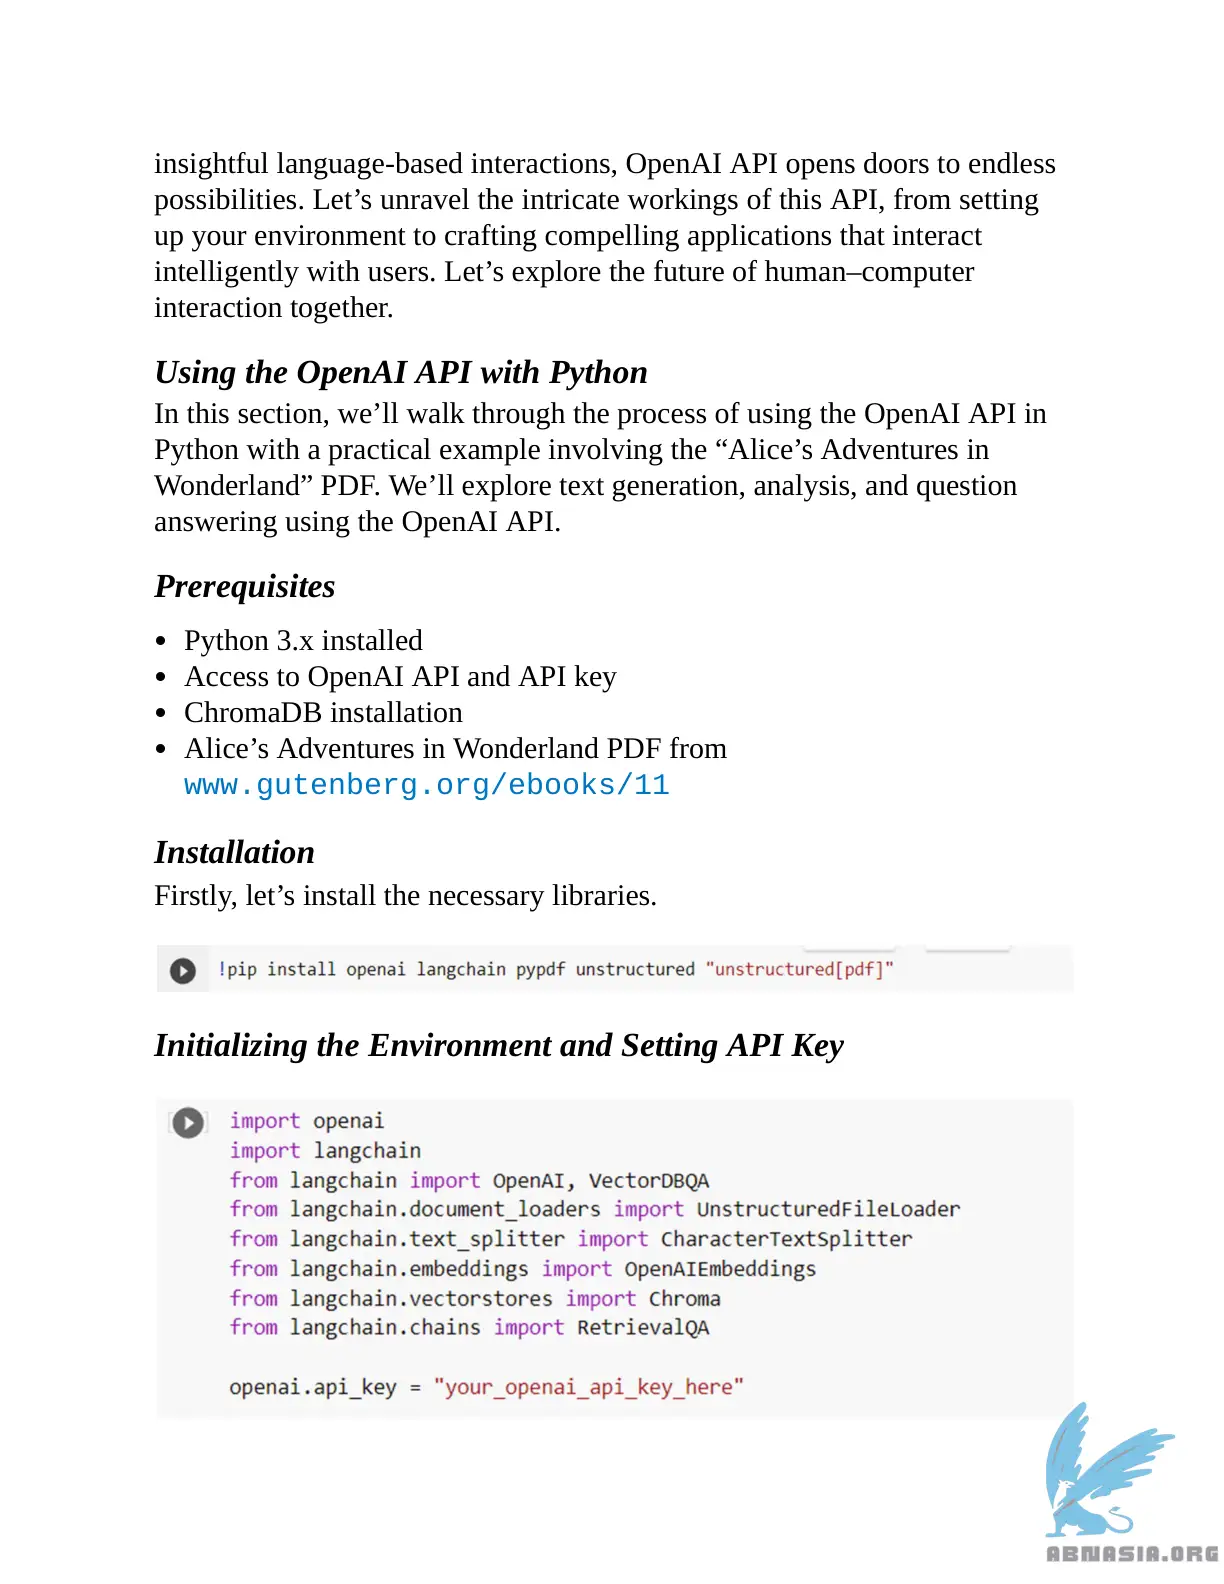 insightful language-based interactions, OpenAI API opens doors to endless
possibilities. Let’s unravel the intricate workings of this API, from setting
up your environment to crafting compelling applications that interact
intelligently with users. Let’s explore the future of human–computer
interaction together.
Using the OpenAI API with Python
In this section, we’ll walk through the process of using the OpenAI API in
Python with a practical example involving the “Alice’s Adventures in
Wonderland” PDF. We’ll explore text generation, analysis, and question
answering using the OpenAI API.
Prerequisites
• Python 3.x installed
• Access to OpenAI API and API key
• ChromaDB installation
• Alice’s Adventures in Wonderland PDF from
www.gutenberg.org/ebooks/11
Installation
Firstly, let’s install the necessary libraries.
!pip install openai langchain pypdf unstructured "unstructured[pdf]"
Initializing the Environment and Setting API Key
import openai
import langchain
from langchain import OpenAI, VectorDBQA
from langchain.document_loaders import UnstructuredFileLoader
from langchain.text_splitter import CharacterTextSplitter
from langchain.embeddings import OpenAIEmbeddings
from langchain.vectorstores import Chroma
from langchain.chains import RetrievalQA
openai.api_key = "your_openai_api_key_here"
ABNASIA.ORG